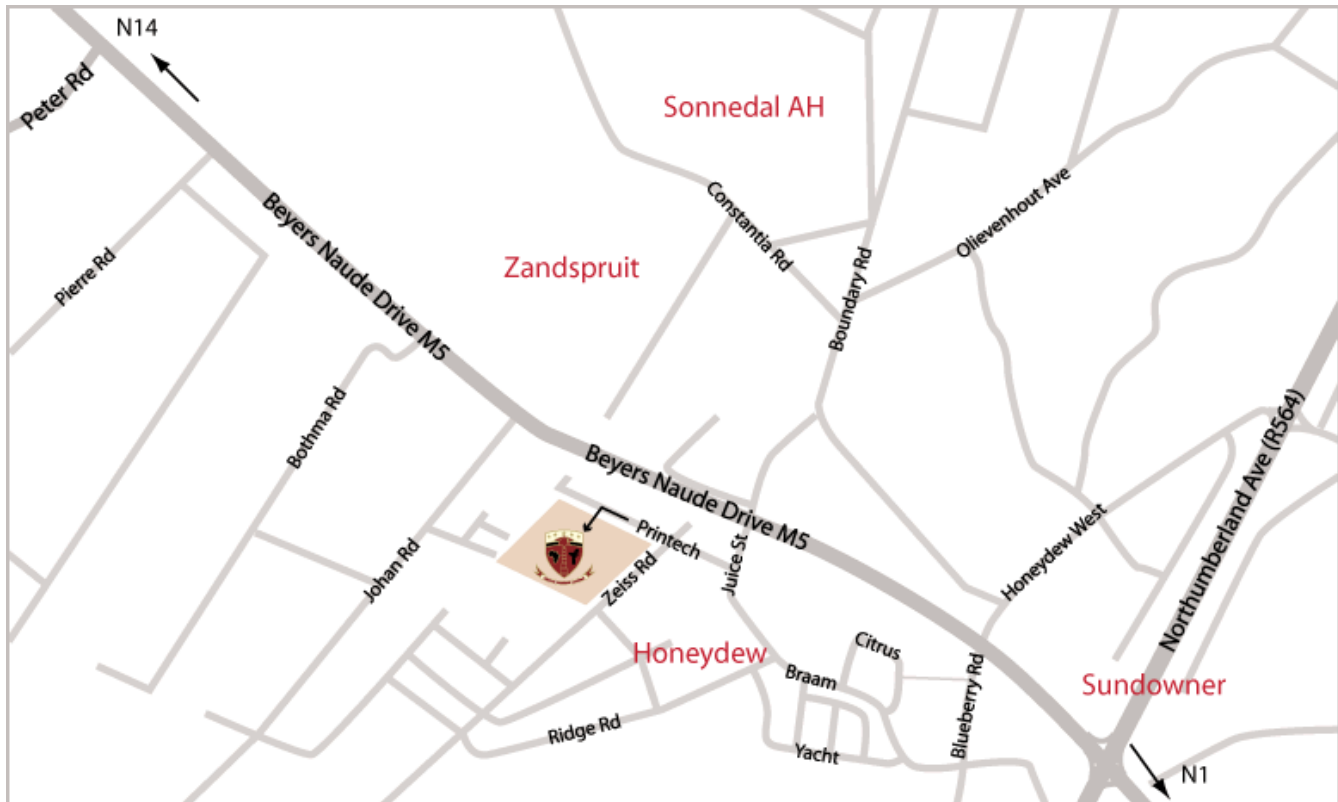 N14
Peter Rd
Sonnedal AH
Constantia Rd
Olievenhout Ave
Beyers Naude Drive M5
Pierre Rd
Zandspruit
Boundary Rd
Bothma Rd
Beyers Naude Drive M5
Northumberland Ave (R564)
Printech
Juice St
Honeydew West
Johan Rd
Zeiss Rd
Honeydew
Citrus
Braam
Blueberry Rd
Sundowner
Ridge Rd
Yacht
N1